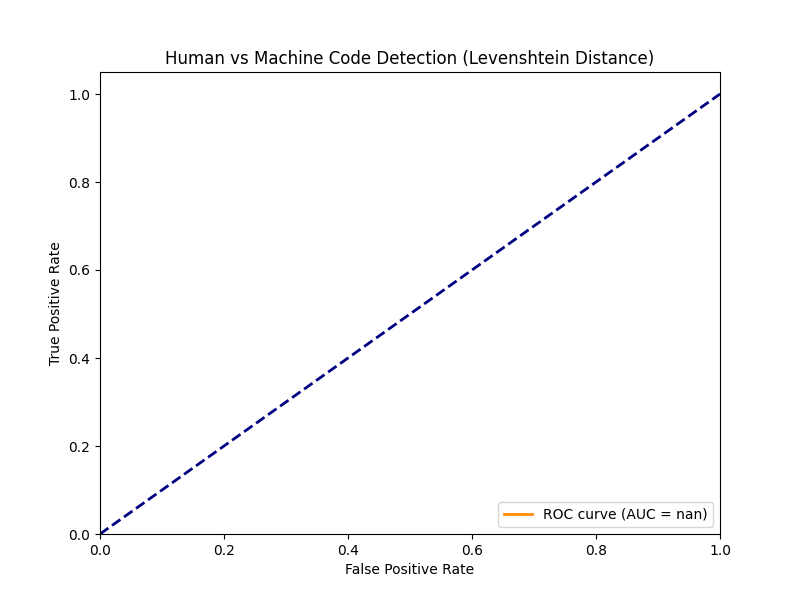 Human vs Machine Code Detection (Levenshtein Distance)
True Positive Rate
1.0
0.8
0.6
0.4
0.2
0.0
0.0 0.2 0.4 0.6 0.8 1.0
False Positive Rate
ROC curve (AUC = nan)